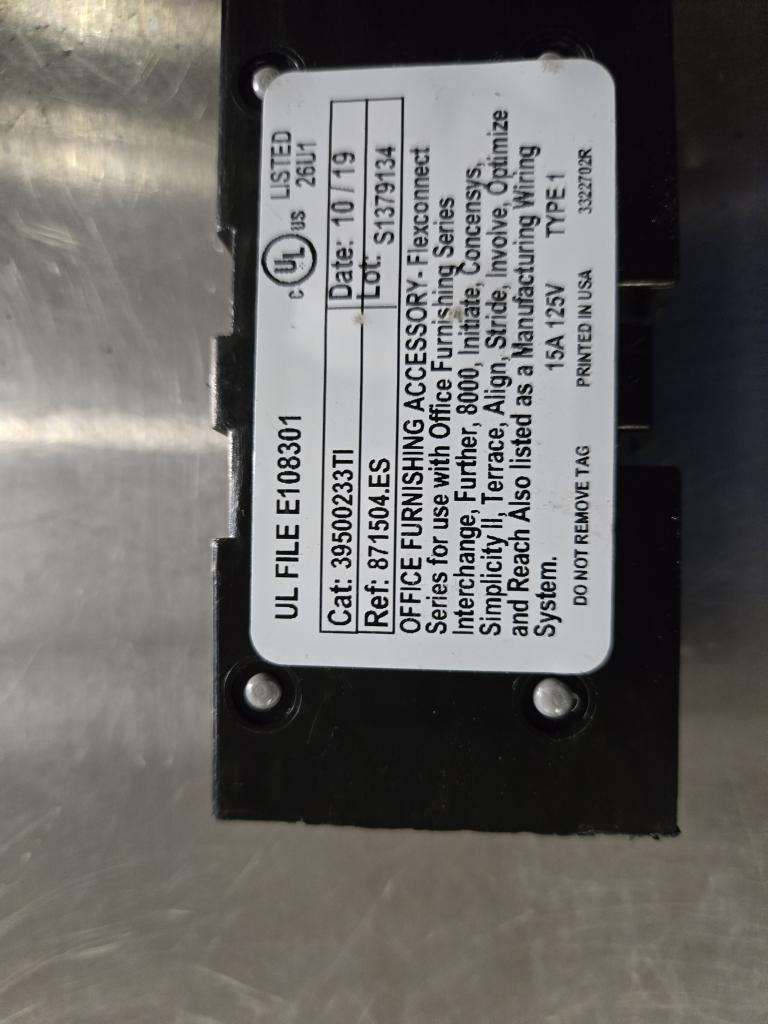 c UL US LISTED
26U1
UL FILE E108301
Cat: 39500233TI Date: 10/19
Ref: 871504.ES Lot: S1379134
OFFICE FURNISHING ACCESSORY- Flexconnect
Series for use with Office Furnishing Series
Interchange, Further, 8000, Initiate, Concensys,
Simplicity II, Terrace, Align, Stride, Involve, Optimize
and Reach Also listed as a Manufacturing Wiring
System. 15A 125V TYPE 1
DO NOT REMOVE TAG PRINTED IN USA 3322702R